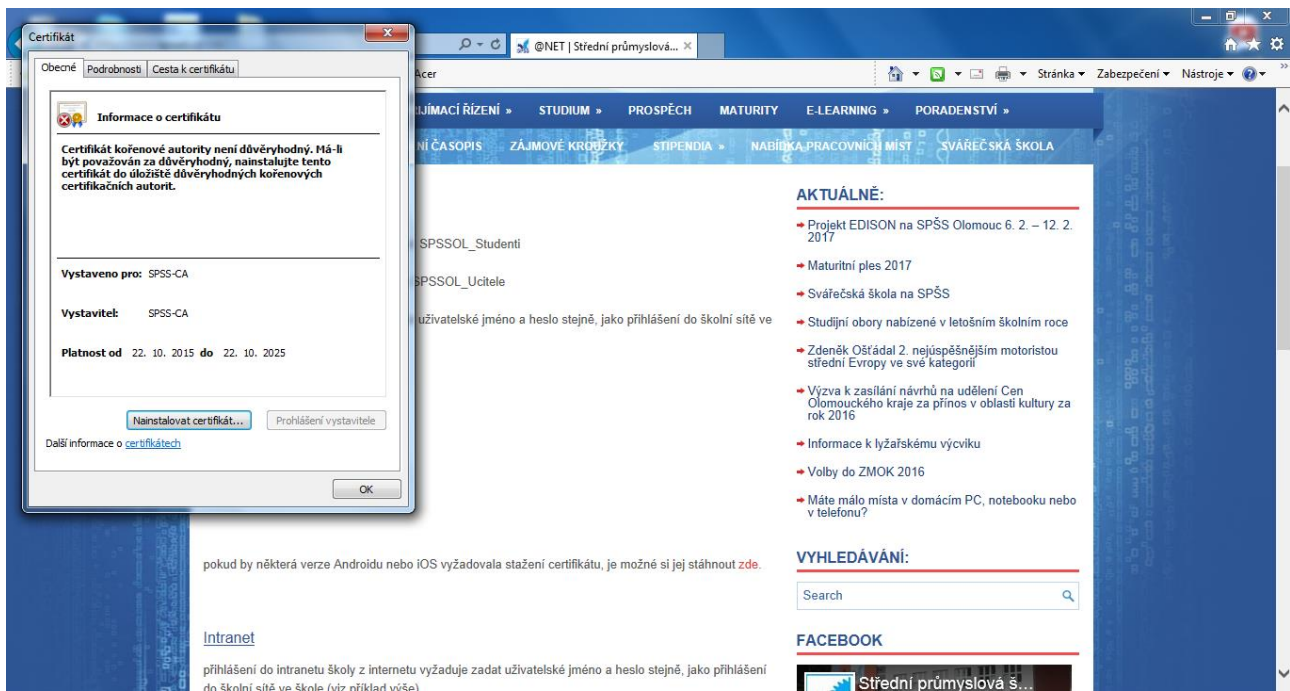 Certifikát
@NET | Střední průmyslová...
Obecné Podrobnosti Cesta k certifikátu
Acer
Stránka Zabezpečení Nástroje
Informace o certifikátu
Certifikát kořenové autority není důvěryhodný. Má-li
být považován za důvěryhodný, nainstalujte tento
certifikát do úložiště důvěryhodných kořenových
certifikačních autorit.
Vystaveno pro: SPSS-CA
Vystavitel: SPSS-CA
Platnost od 22. 10. 2015 do 22. 10. 2025
Nainstalovat certifikát... Prohlášení vystavitele
Další informace o certifikátech
OK
ŘÍZENÍ » STUDIUM » PROSPĚCH MATURITY E-LEARNING » PORADENSTVÍ »
ČASOPIS ZÁJMOVÉ KROUŽKY STIPENDIA » NABÍDKA PRACOVNÍCH MÍST SVÁŘEČSKÁ ŠKOLA
SPSSOL_Studenti
SPSSOL_Ucitele
uživatelské jméno a heslo stejně, jako přihlášení do školní sítě ve
pokud by některá verze Androidu nebo iOS vyžadovala stažení certifikátu, je možné si jej stáhnout zde.
Intranet
přihlášení do intranetu školy z internetu vyžaduje zadat uživatelské jméno a heslo stejně, jako přihlášení
do školní sítě ve škole (viz příklad výše)
AKTUÁLNĚ:
Projekt EDISON na SPŠS Olomouc 6. 2. – 12. 2.
2017
Maturitní ples 2017
Svářečská škola na SPŠS
Studijní obory nabízené v letošním školním roce
Zdeněk Ošťádal 2. nejúspěšnějším motoristou
střední Evropy ve své kategorii
Výzva k zasílání návrhů na udělení Cen
Olomouckého kraje za přínos v oblasti kultury za
rok 2016
Informace k lyžařskému výcviku
Volby do ZMOK 2016
Máte málo místa v domácím PC, notebooku nebo
v telefonu?
VYHLEDÁVÁNÍ:
Search
FACEBOOK
Střední průmyslová š...